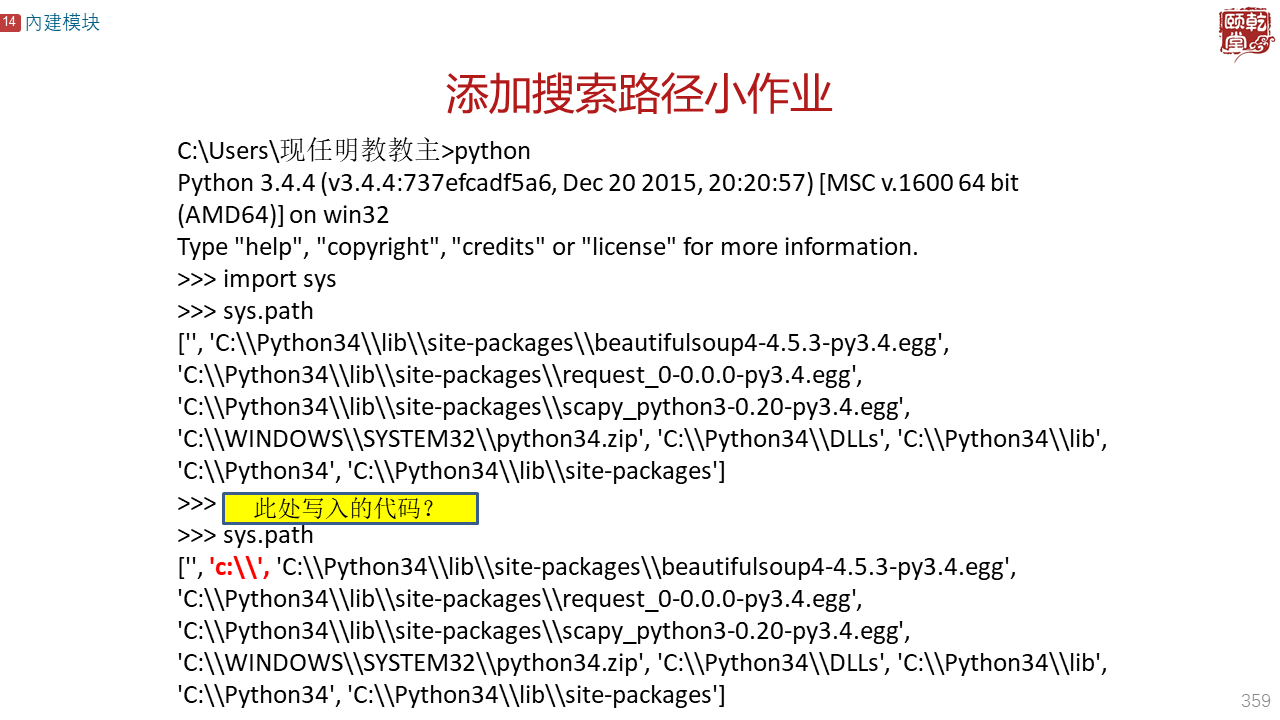 14 內建模块
颐乾堂
添加搜索路径小作业
C:\Users\现任明教教主>python
Python 3.4.4 (v3.4.4:737efcadf5a6, Dec 20 2015, 20:20:57) [MSC v.1600 64 bit
(AMD64)] on win32
Type "help", "copyright", "credits" or "license" for more information.
>>> import sys
>>> sys.path
['', 'C:\\Python34\\lib\\site-packages\\beautifulsoup4-4.5.3-py3.4.egg',
'C:\\Python34\\lib\\site-packages\\request_0-0.0.0-py3.4.egg',
'C:\\Python34\\lib\\site-packages\\scapy_python3-0.20-py3.4.egg',
'C:\\WINDOWS\\SYSTEM32\\python34.zip', 'C:\\Python34\\DLLs', 'C:\\Python34\\lib',
'C:\\Python34', 'C:\\Python34\\lib\\site-packages']
>>> 此处写入的代码？
>>> sys.path
['', 'c:\\', 'C:\\Python34\\lib\\site-packages\\beautifulsoup4-4.5.3-py3.4.egg',
'C:\\Python34\\lib\\site-packages\\request_0-0.0.0-py3.4.egg',
'C:\\Python34\\lib\\site-packages\\scapy_python3-0.20-py3.4.egg',
'C:\\WINDOWS\\SYSTEM32\\python34.zip', 'C:\\Python34\\DLLs', 'C:\\Python34\\lib',
'C:\\Python34', 'C:\\Python34\\lib\\site-packages']
359